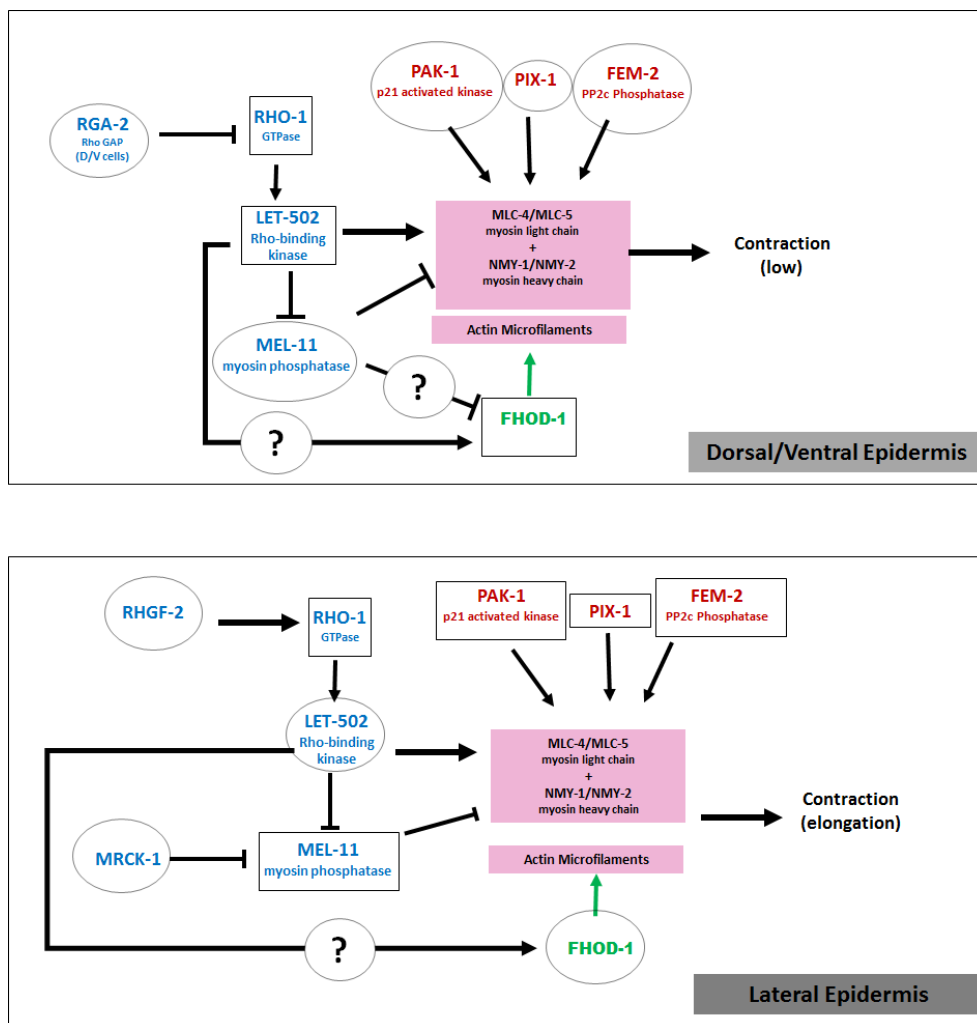 PAK-1
p21 activated kinase
PIX-1
FEM-2
PP2c Phosphatase
RGA-2
Rho GAP
(D/V cells)
RHO-1
GTPase
LET-502
Rho-binding
kinase
MLC-4/MLC-5
myosin light chain
+
NMY-1/NMY-2
myosin heavy chain
Contraction
(low)
Actin Microfilaments
MEL-11
myosin phosphatase
?
FHOD-1
?
Dorsal/Ventral Epidermis
RHGF-2
RHO-1
GTPase
PAK-1
p21 activated kinase
PIX-1
FEM-2
PP2c Phosphatase
LET-502
Rho-binding
kinase
MLC-4/MLC-5
myosin light chain
+
NMY-1/NMY-2
myosin heavy chain
Contraction
(elongation)
MRCK-1
MEL-11
myosin phosphatase
Actin Microfilaments
?
FHOD-1
Lateral Epidermis